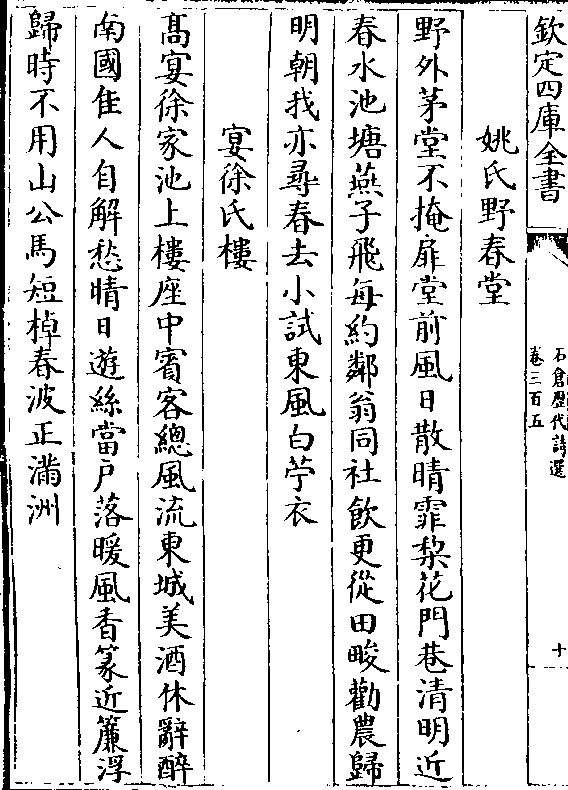 欽定四庫全書
石倉歴代詩選
卷三百五
十
姚氏野春堂
野外茅堂不掩扉堂前風日散晴霏棃花門巷清明近
春水池塘燕子飛每約鄰翁同社飲更從田畯勸農歸
明朝我亦尋春去小試東風白苧衣
宴徐氏樓
髙宴徐家池上樓座中賓客總風流東城美酒休辭醉
南國佳人自解愁晴日遊絲當戸落暖風香篆近簾浮
歸時不用山公馬短棹春波正滿洲